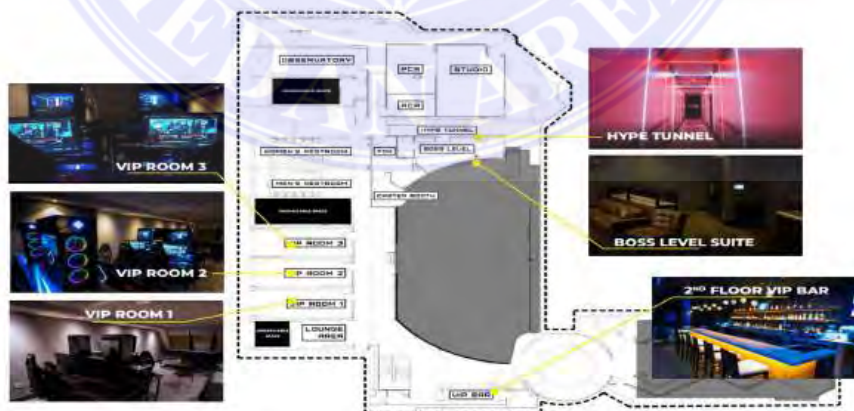 OBSERVATORY
PCR
STUDIO
ACR
HYPE TUNNEL
BOSS LEVEL
WOMEN'S RESTROOM
MEN'S RESTROOM
CASTER BOOTH
VIP ROOM 3
VIP ROOM 2
VIP ROOM 1
LOUNGE AREA
VIP BAR
VIP ROOM 3
VIP ROOM 2
VIP ROOM 1
HYPE TUNNEL
BOSS LEVEL SUITE
2ND FLOOR VIP BAR